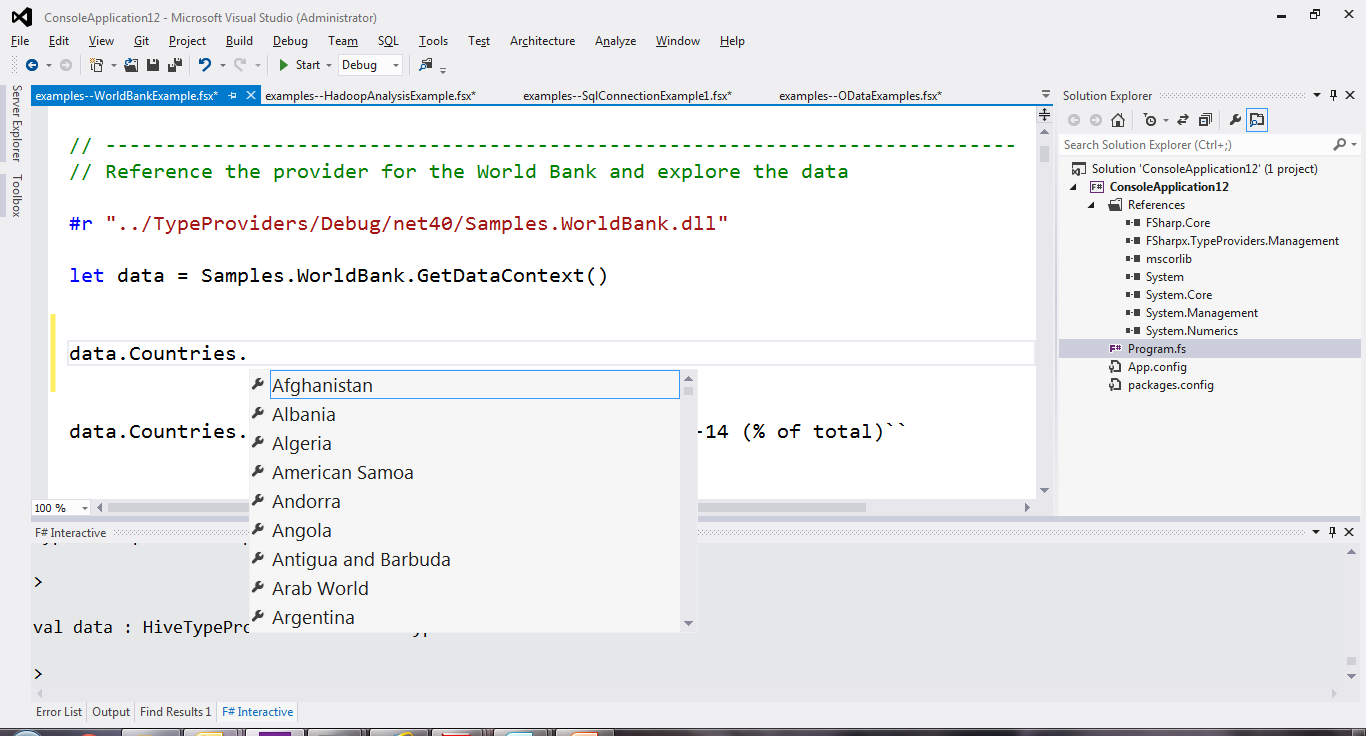 ConsoleApplication12 - Microsoft Visual Studio (Administrator)
File Edit View Git Project Build Debug Team SQL Tools Test Architecture Analyze Window Help
Start Debug
Server Explorer
Toolbox
examples--WorldBankExample.fsx* examples--HadoopAnalysisExample.fsx* examples--SqlConnectionExample1.fsx* examples--ODataExamples.fsx*
// ----------------------------------------------------------------------------
// Reference the provider for the World Bank and explore the data
#r "../TypeProviders/Debug/net40/Samples.WorldBank.dll"
let data = Samples.WorldBank.GetDataContext()
data.Countries.
Afghanistan
Albania
Algeria
American Samoa
Andorra
Angola
Antigua and Barbuda
Arab World
Argentina
data.Countries. -14 (% of total)``
100 %
F# Interactive
>
val data : HiveTypePro
>
Error List Output Find Results 1 F# Interactive
Solution Explorer
Search Solution Explorer (Ctrl+;)
Solution 'ConsoleApplication12' (1 project)
F# ConsoleApplication12
References
FSharp.Core
FSharpx.TypeProviders.Management
mscorlib
System
System.Core
System.Management
System.Numerics
F# Program.fs
App.config
packages.config